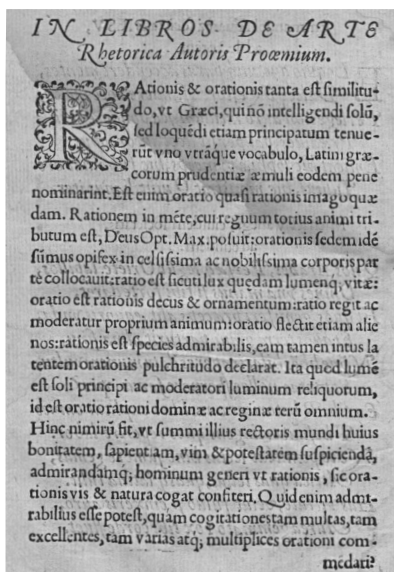 IN LIBROS DE ARTE
Rhetorica Autoris Proœmium.
RAtionis & orationis tanta est similitu-
do, vt Græci, qui nõ intelligendi solũ,
sed loquẽdi etiam principatum tenue-
rũt vno vtrãque vocabulo, Latini græ-
corum prudentiæ æmuli eodem pene
nominarint. Est enim oratio quasi rationis imago quæ
dam. Rationem in mẽte, cui regnum totius animi tri-
butum est, Deus Opt. Max. posuit: orationis sedem idẽ
summus opifex in celsissima ac nobilissima corporis par
te collocauit: ratio est sicuti lux quædam lumenq; vitæ:
oratio est rationis decus & ornamentum: ratio regit ac
moderatur proprium animum: oratio flectit etiam alie
nos: rationis est species admirabilis, eam tamen intus la
tentem orationis pulchritudo declarat. Ita quod lumẽ
est soli principi ac moderatori luminum reliquorum,
id est oratio rationi dominæ ac reginæ rerũ omnium.
Hinc nimirũ fit, vt summi illius rectoris mundi huius
bonitatem, sapientiam, vim & potestatem suspiciendã,
admirandamq; hominum generi vt rationis, sic ora-
tionis vis & natura cogat confiteri. Quid enim admi-
rabilius esse potest, quam cogitationes tam multas, tam
excellentes, tam varias atq; multiplices orationi com-
mẽdari?